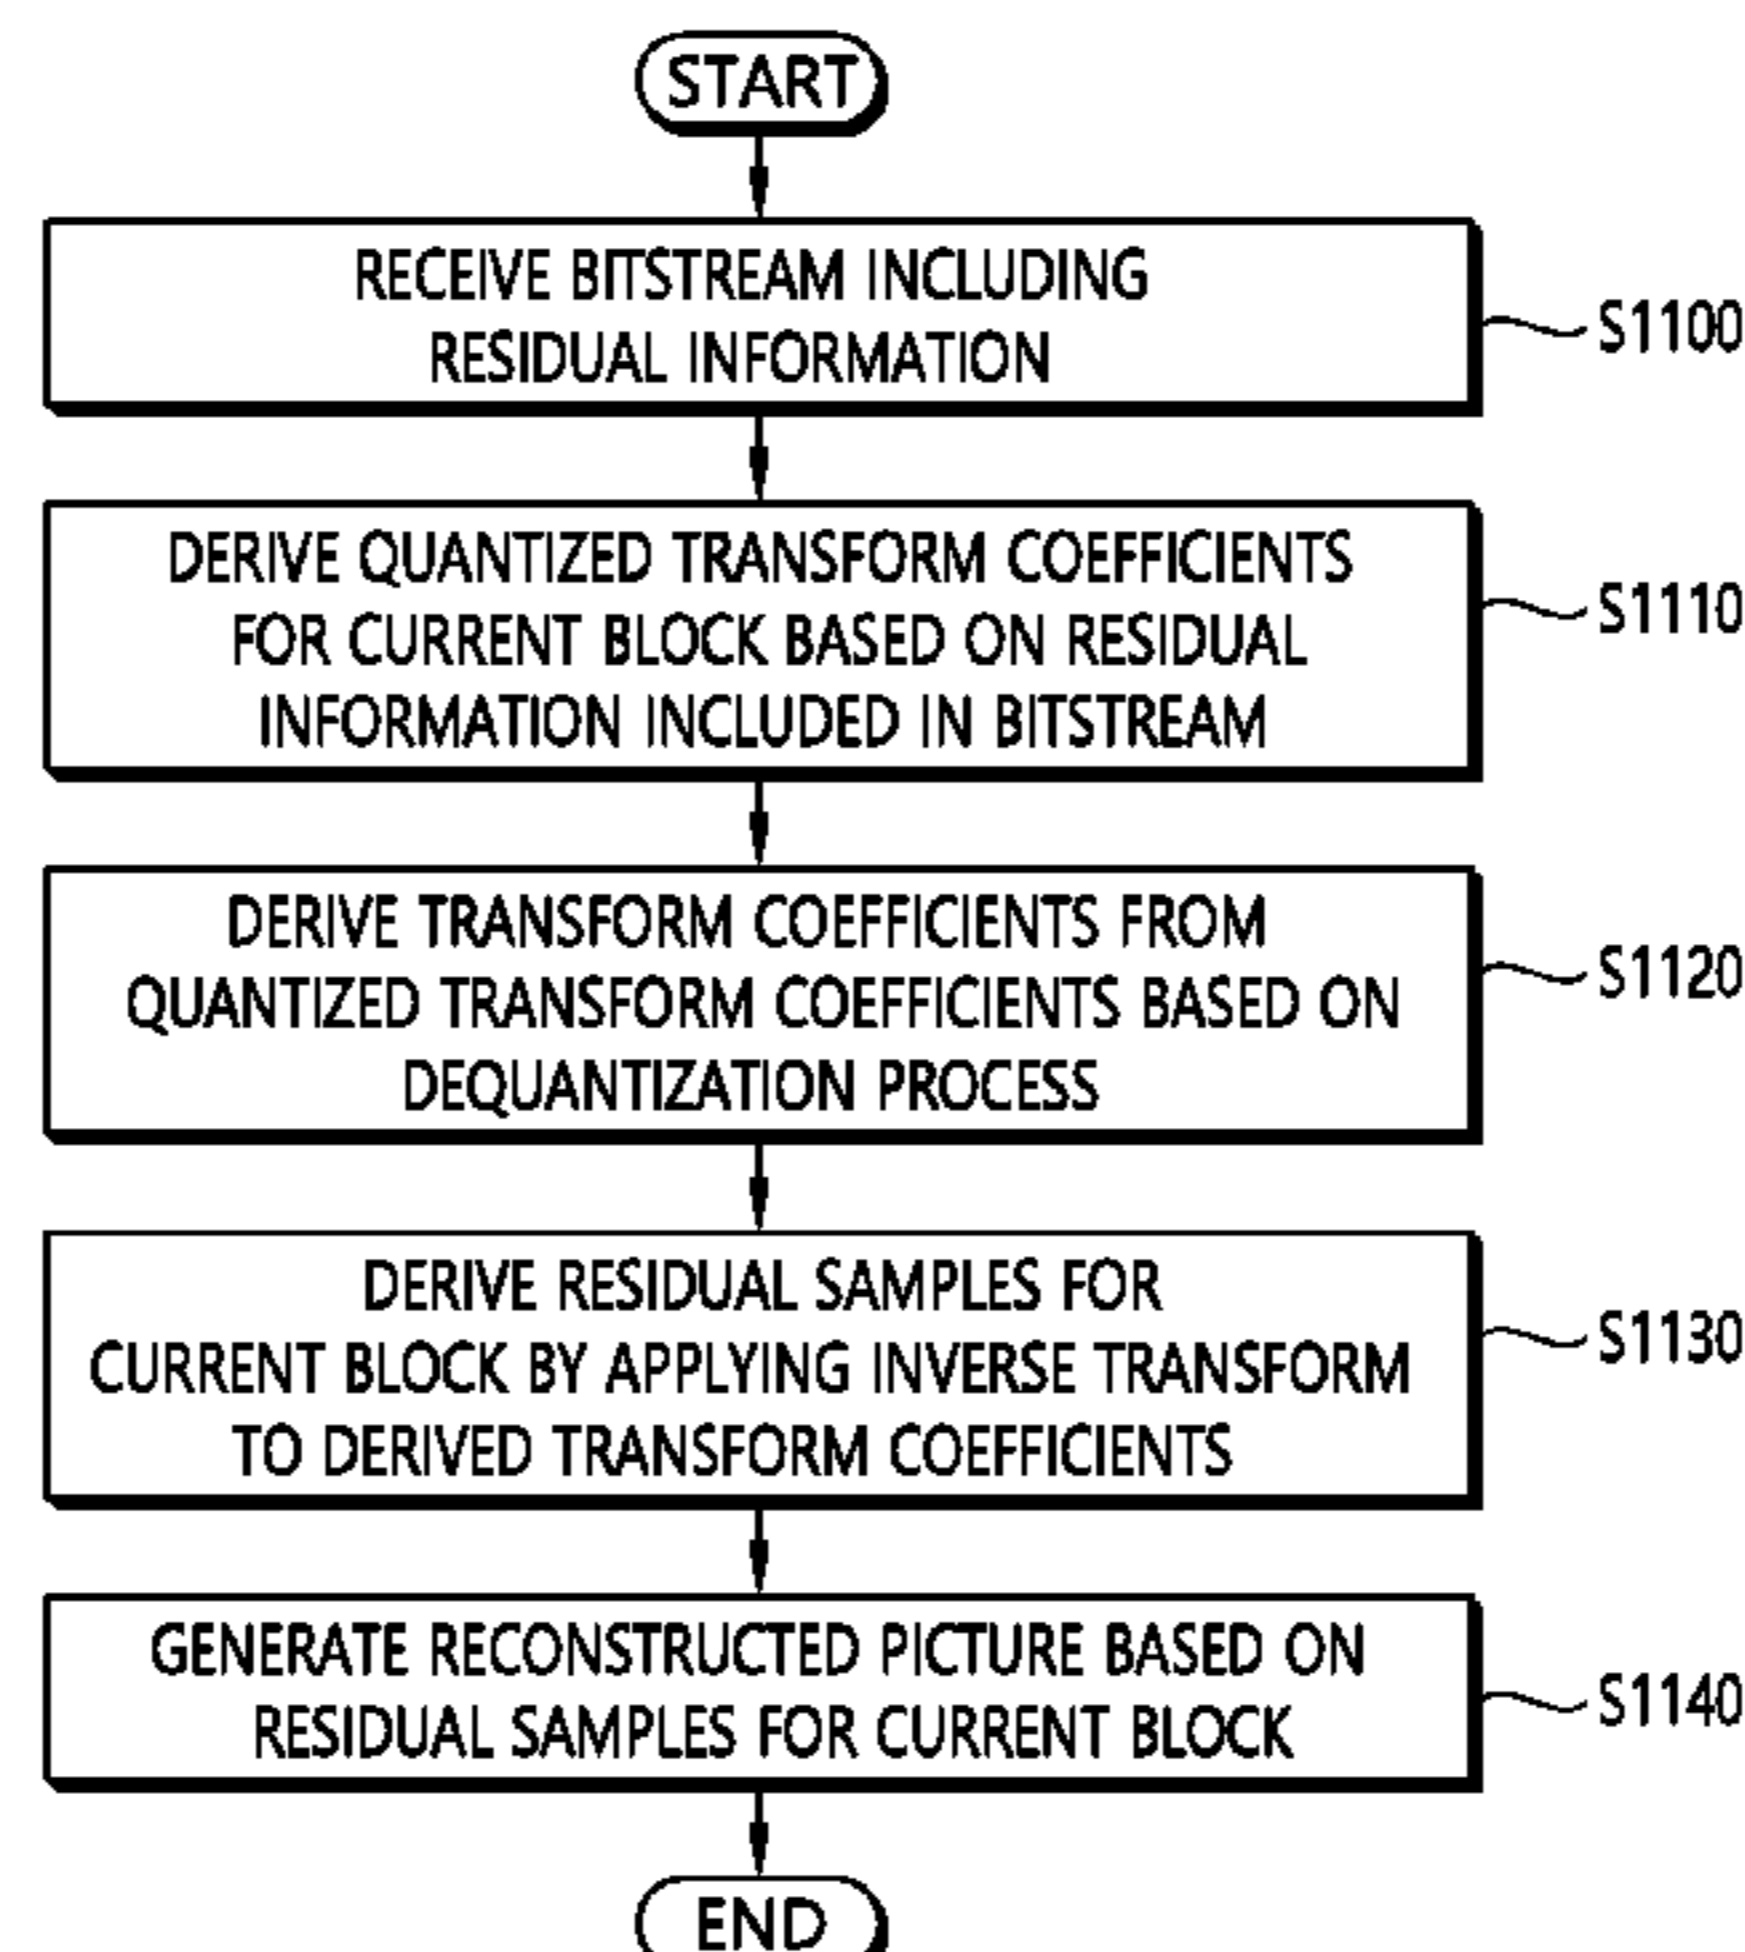 START
RECEIVE BITSTREAM INCLUDING
RESIDUAL INFORMATION
S1100
DERIVE QUANTIZED TRANSFORM COEFFICIENTS
FOR CURRENT BLOCK BASED ON RESIDUAL
INFORMATION INCLUDED IN BITSTREAM
S1110
DERIVE TRANSFORM COEFFICIENTS FROM
QUANTIZED TRANSFORM COEFFICIENTS BASED ON
DEQUANTIZATION PROCESS
S1120
DERIVE RESIDUAL SAMPLES FOR
CURRENT BLOCK BY APPLYING INVERSE TRANSFORM
TO DERIVED TRANSFORM COEFFICIENTS
S1130
GENERATE RECONSTRUCTED PICTURE BASED ON
RESIDUAL SAMPLES FOR CURRENT BLOCK
S1140
END